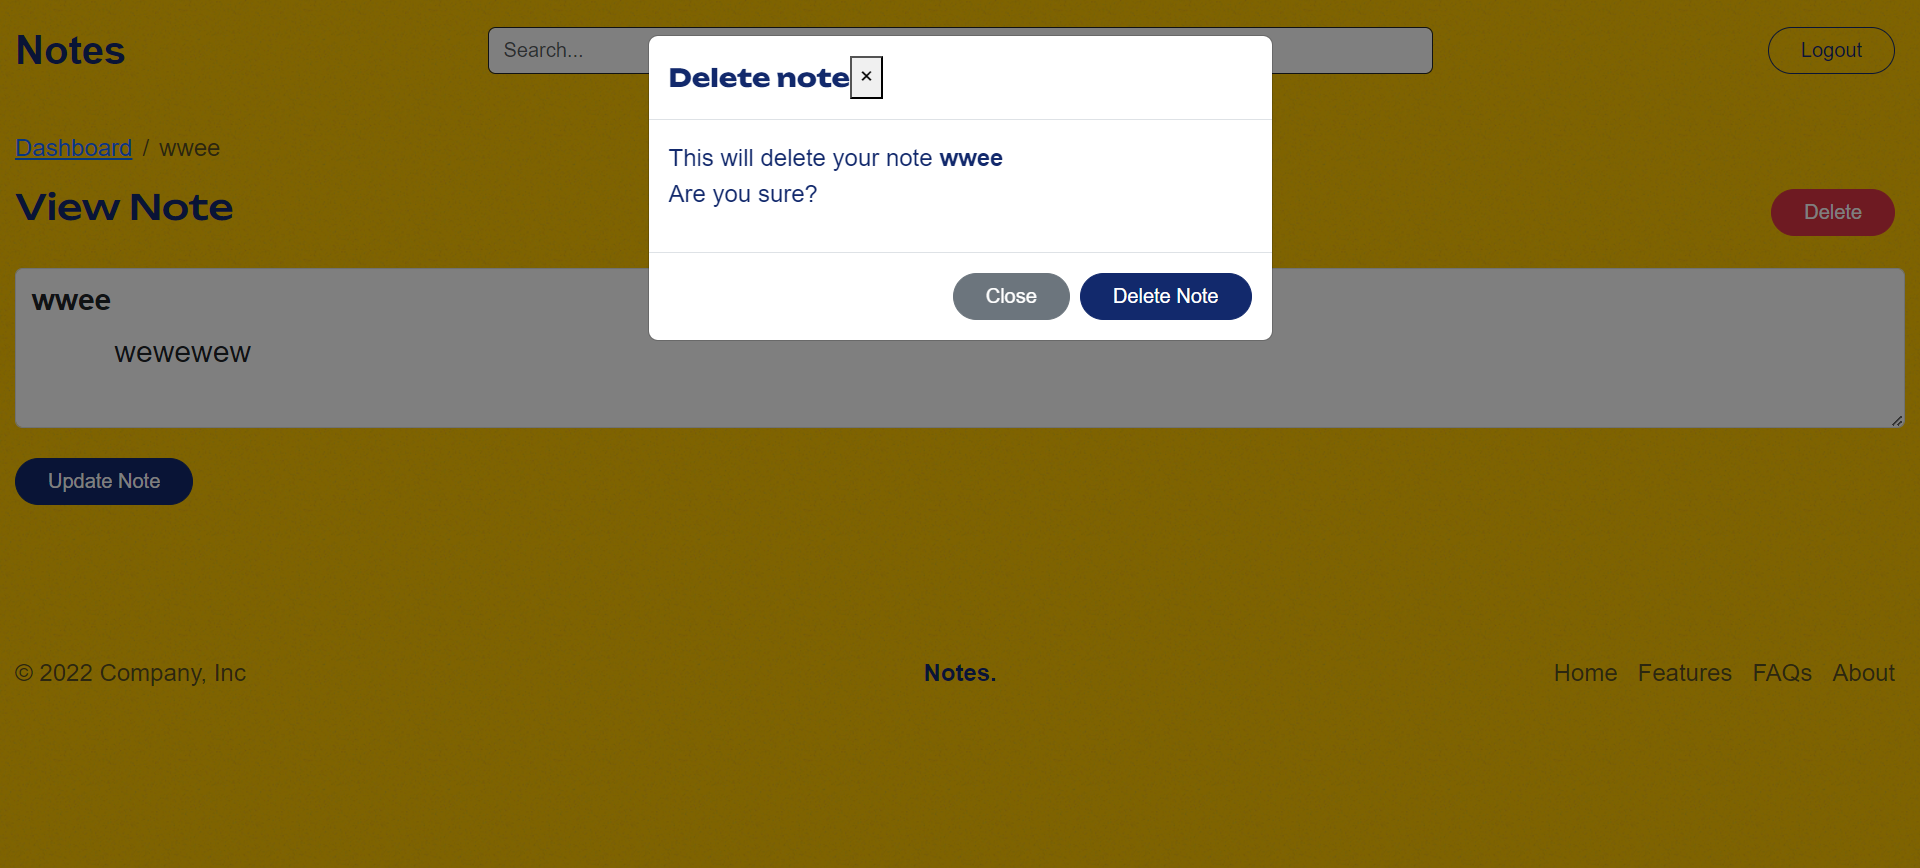 Notes
Search...
Logout
Delete note ×
This will delete your note wwee
Are you sure?
Close Delete Note
Dashboard / wwee
View Note
Delete
wwee
wewewew
Update Note
© 2022 Company, Inc
Notes.
Home Features FAQs About